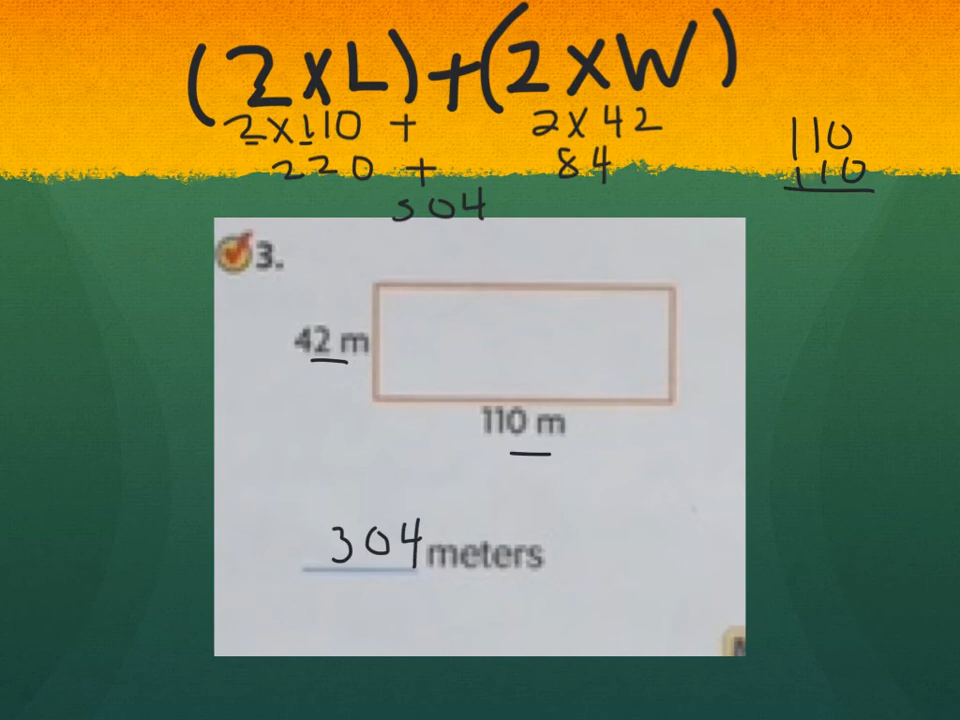 (2XL)+(2XW)
2X110 + 2X42
220 + 84
304
110
110
3.
42 m
110 m
304 meters